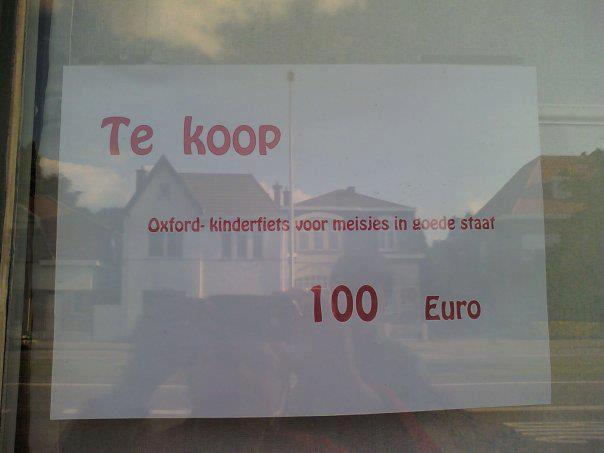 Te koop
Oxford- kinderfiets voor meisjes in goede staat
100 Euro